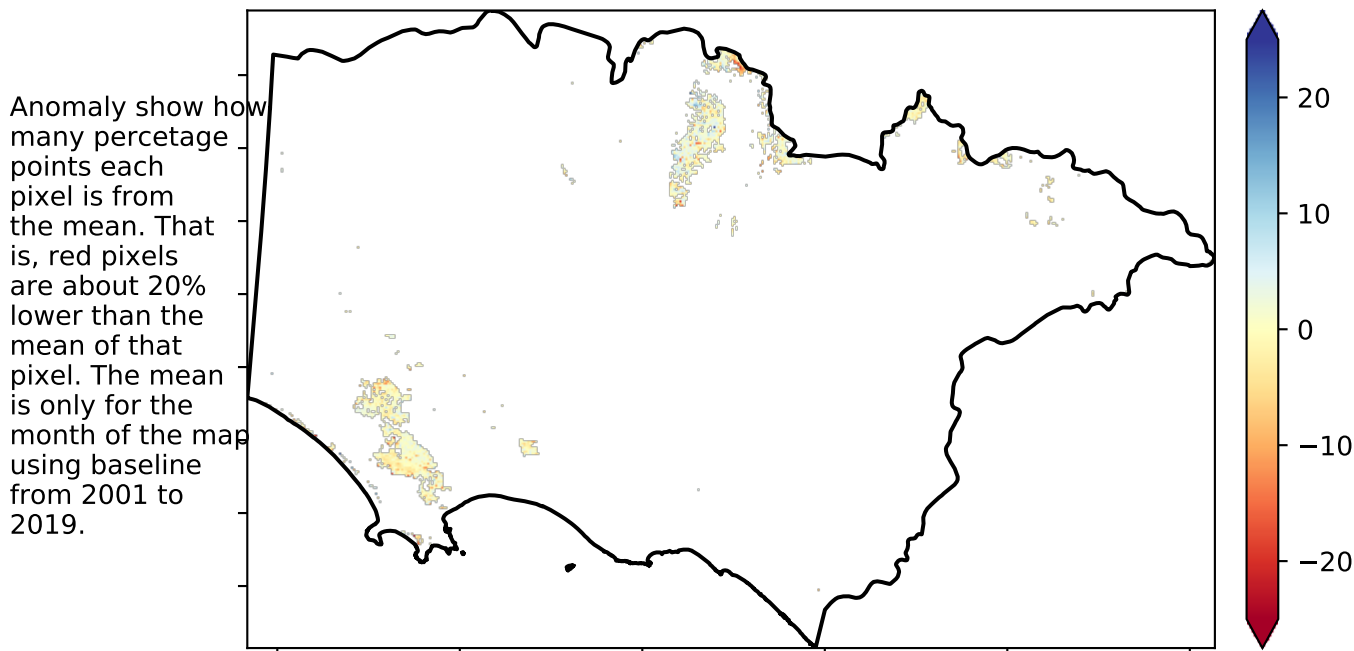 Anomaly show how
many percetage
points each
pixel is from
the mean. That
is, red pixels
are about 20%
lower than the
mean of that
pixel. The mean
is only for the
month of the map
using baseline
from 2001 to
2019.
20
10
0
−10
−20